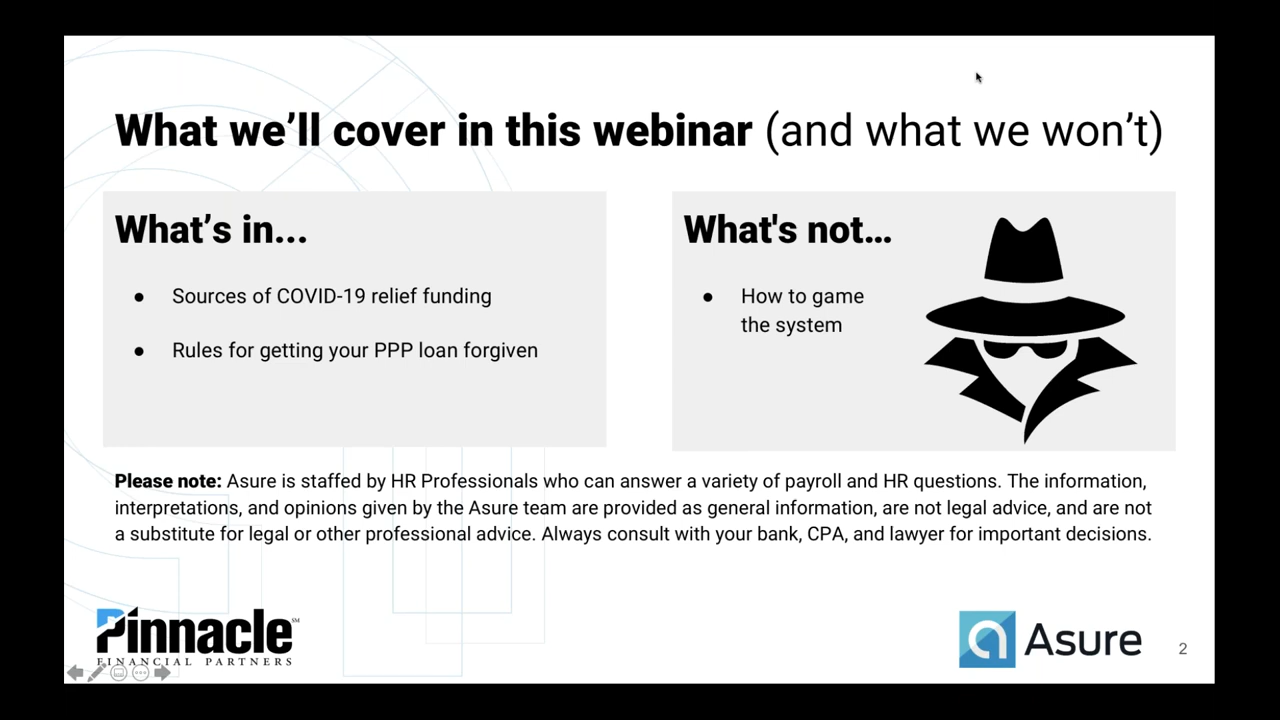 What we’ll cover in this webinar (and what we won’t)
What’s in...
● Sources of COVID-19 relief funding
● Rules for getting your PPP loan forgiven
What's not…
● How to game
the system
Please note: Asure is staffed by HR Professionals who can answer a variety of payroll and HR questions. The information,
interpretations, and opinions given by the Asure team are provided as general information, are not legal advice, and are not
a substitute for legal or other professional advice. Always consult with your bank, CPA, and lawyer for important decisions.
Pinnacle℠
FINANCIAL PARTNERS
Asure
2